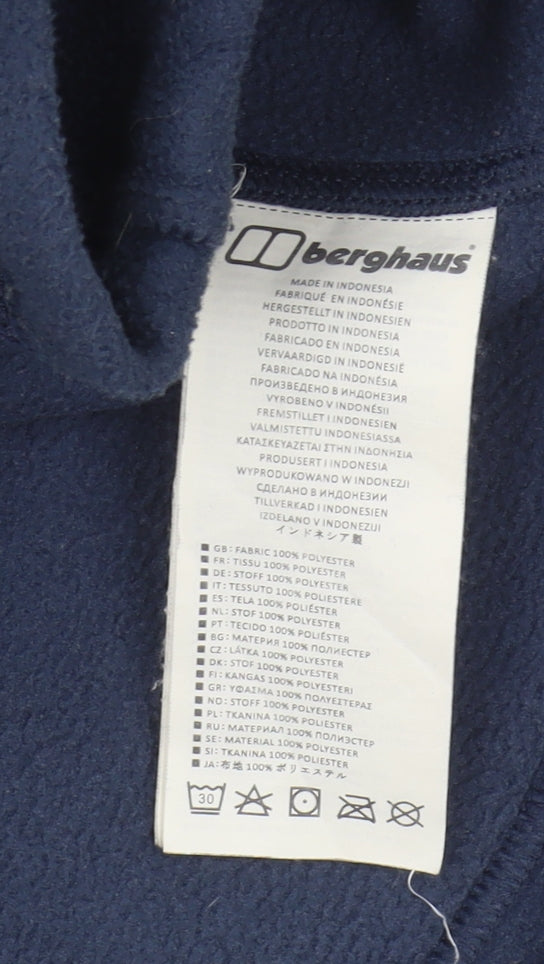 berghaus®
MADE IN INDONESIA
FABRIQUÉ EN INDONÉSIE
HERGESTELLT IN INDONESIEN
PRODOTTO IN INDONESIA
FABRICADO EN INDONESIA
VERVAARDIGD IN INDONESIË
FABRICADO NA INDONÉSIA
ПРОИЗВЕДЕНО В ИНДОНЕЗИЯ
VYROBENO V INDONÉSII
FREMSTILLET I INDONESIEN
VALMISTETTU INDONESIASSA
ΚΑΤΑΣΚΕΥΑΖΕΤΑΙ ΣΤΗΝ ΙΝΔΟΝΗΣΙΑ
PRODUSERT I INDONESIA
WYPRODUKOWANO W INDONEZJI
СДЕЛАНО В ИНДОНЕЗИИ
TILLVERKAD I INDONESIEN
IZDELANO V INDONEZIJI
インドネシア製
GB: FABRIC 100% POLYESTER
FR: TISSU 100% POLYESTER
DE: STOFF 100% POLYESTER
IT: TESSUTO 100% POLIESTERE
ES: TELA 100% POLIÉSTER
NL: STOF 100% POLYESTER
PT: TECIDO 100% POLIÉSTER
BG: МАТЕРИЯ 100% ПОЛИЕСТЕР
CZ: LÁTKA 100% POLYESTER
DK: STOF 100% POLYESTER
FI: KANGAS 100% POLYESTERI
GR: ΥΦΑΣΜΑ 100% ΠΟΛΥΕΣΤΕΡΑΣ
NO: STOFF 100% POLYESTER
PL: TKANINA 100% POLYESTER
RU: МАТЕРИАЛ 100% ПОЛИЭСТЕР
SE: MATERIAL 100% POLYESTER
SI: TKANINA 100% POLIESTER
JA: 布地 100% ポリエステル
30